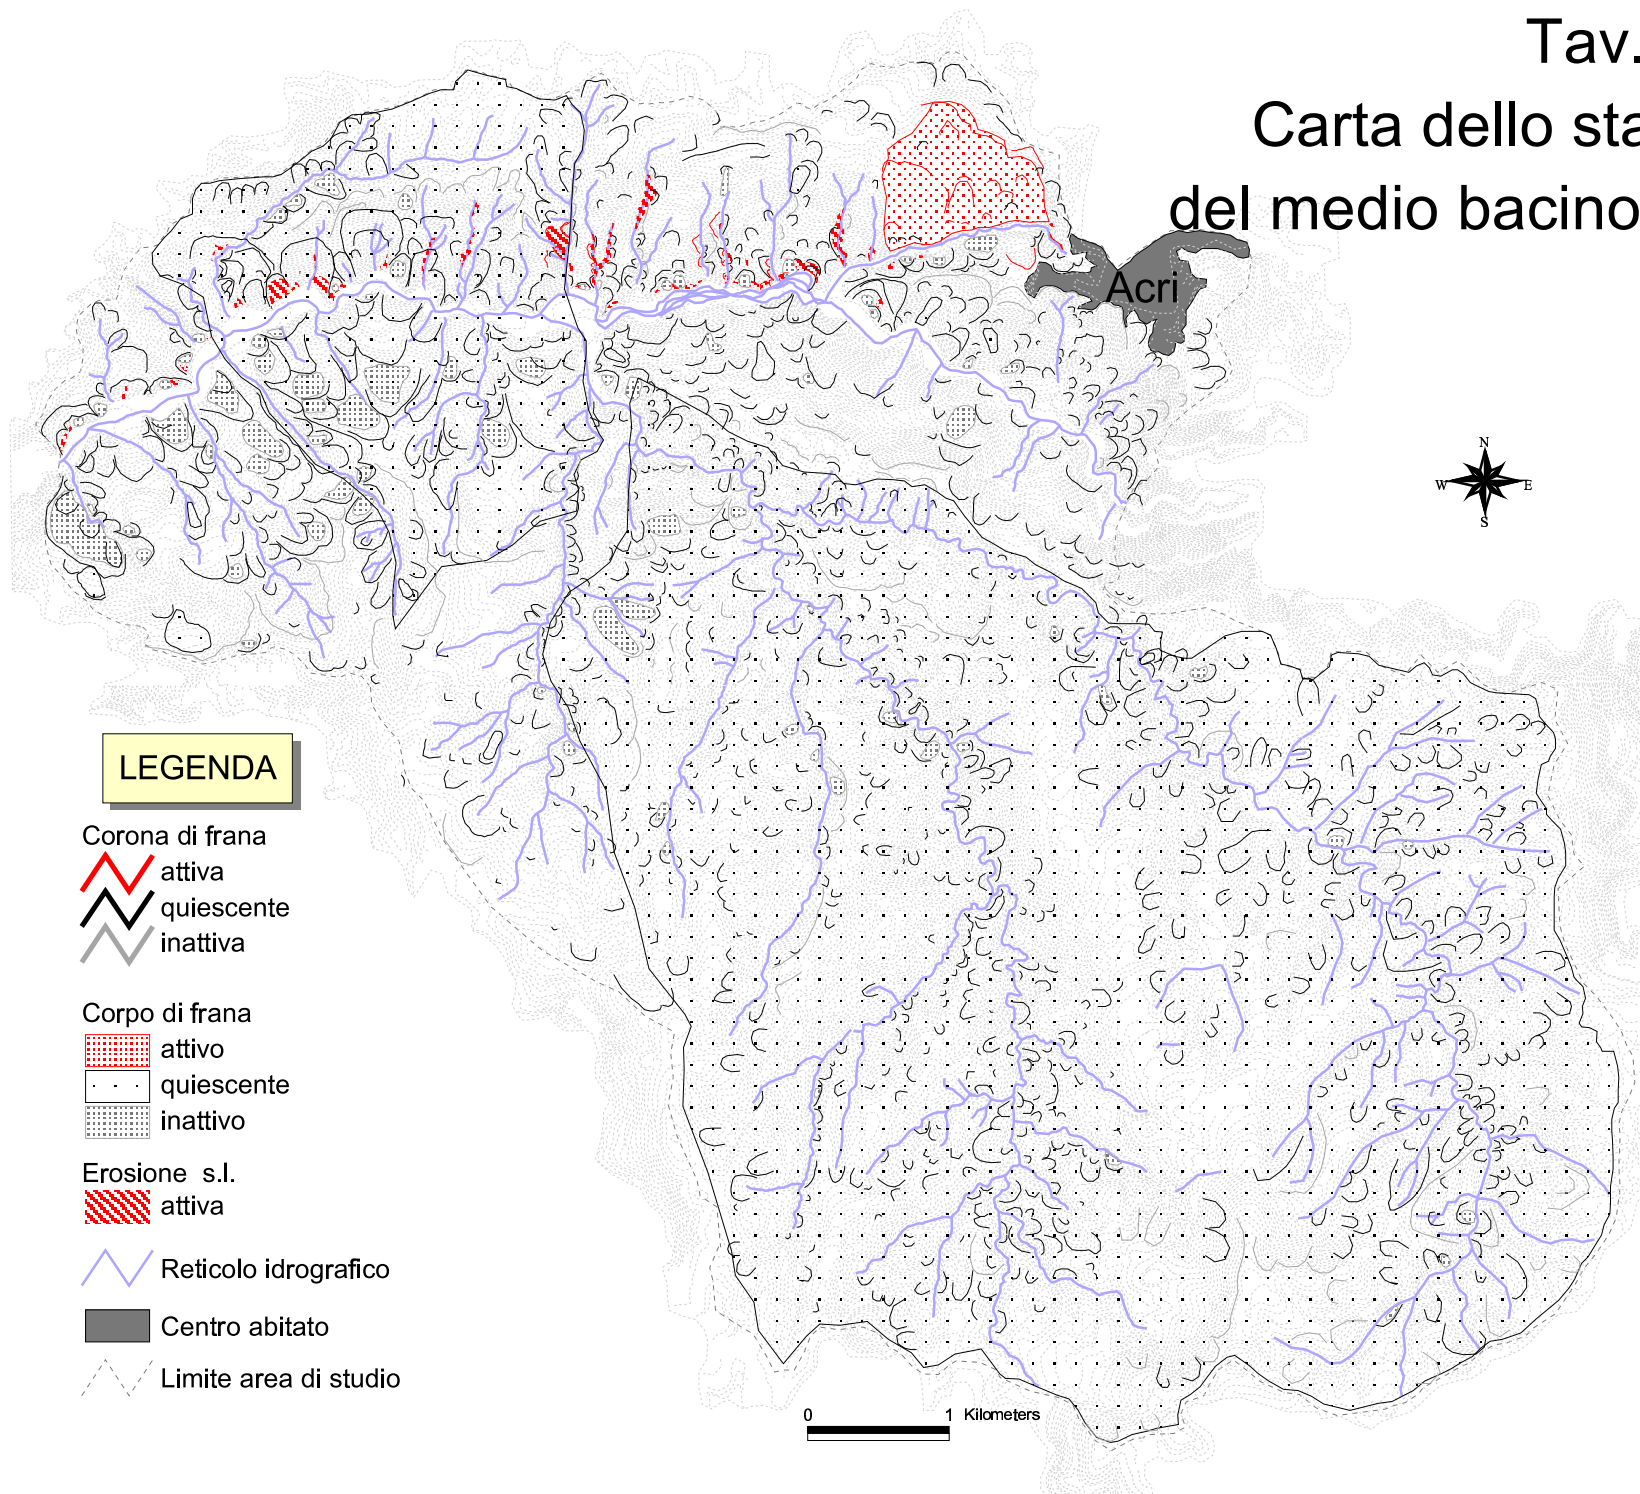 Tav.
Carta dello sta
del medio bacino
Acri
N
W E
S
LEGENDA
Corona di frana
attiva
quiescente
inattiva
Corpo di frana
attivo
quiescente
inattivo
Erosione s.l.
attiva
Reticolo idrografico
Centro abitato
Limite area di studio
0 1 Kilometers